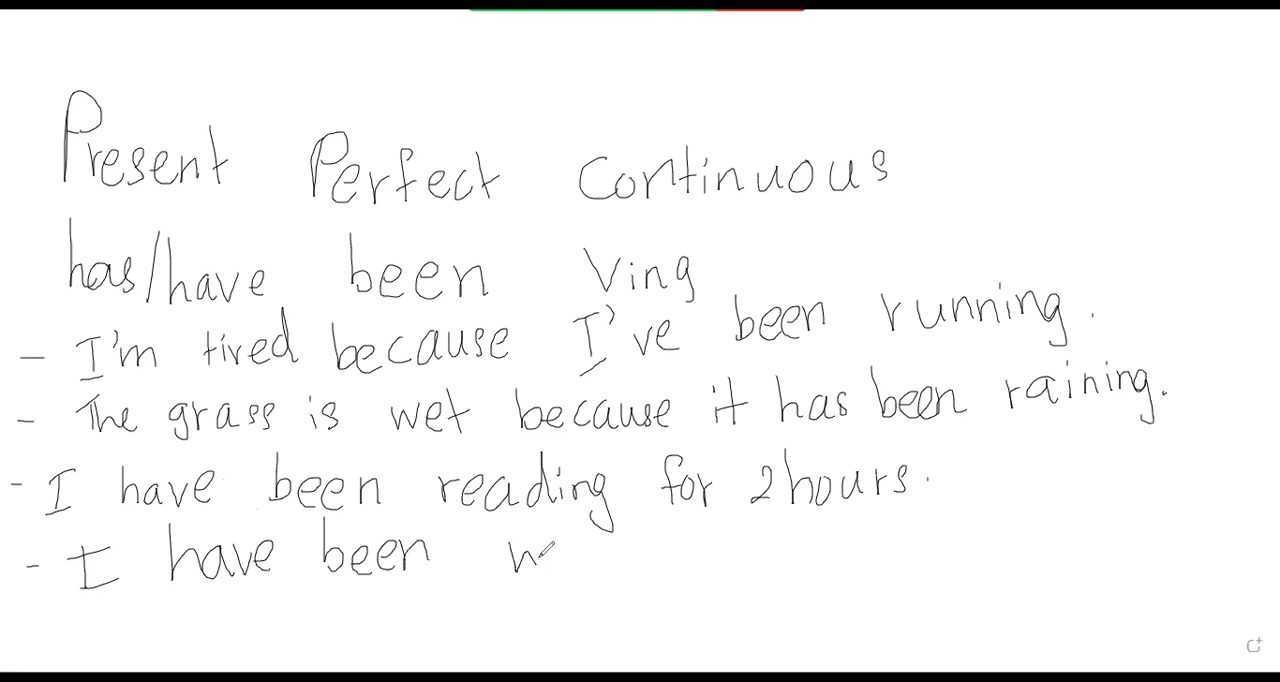 Present Perfect Continuous
has/have been Ving
- I'm tired because I've been running.
- The grass is wet because it has been raining.
- I have been reading for 2 hours.
- I have been